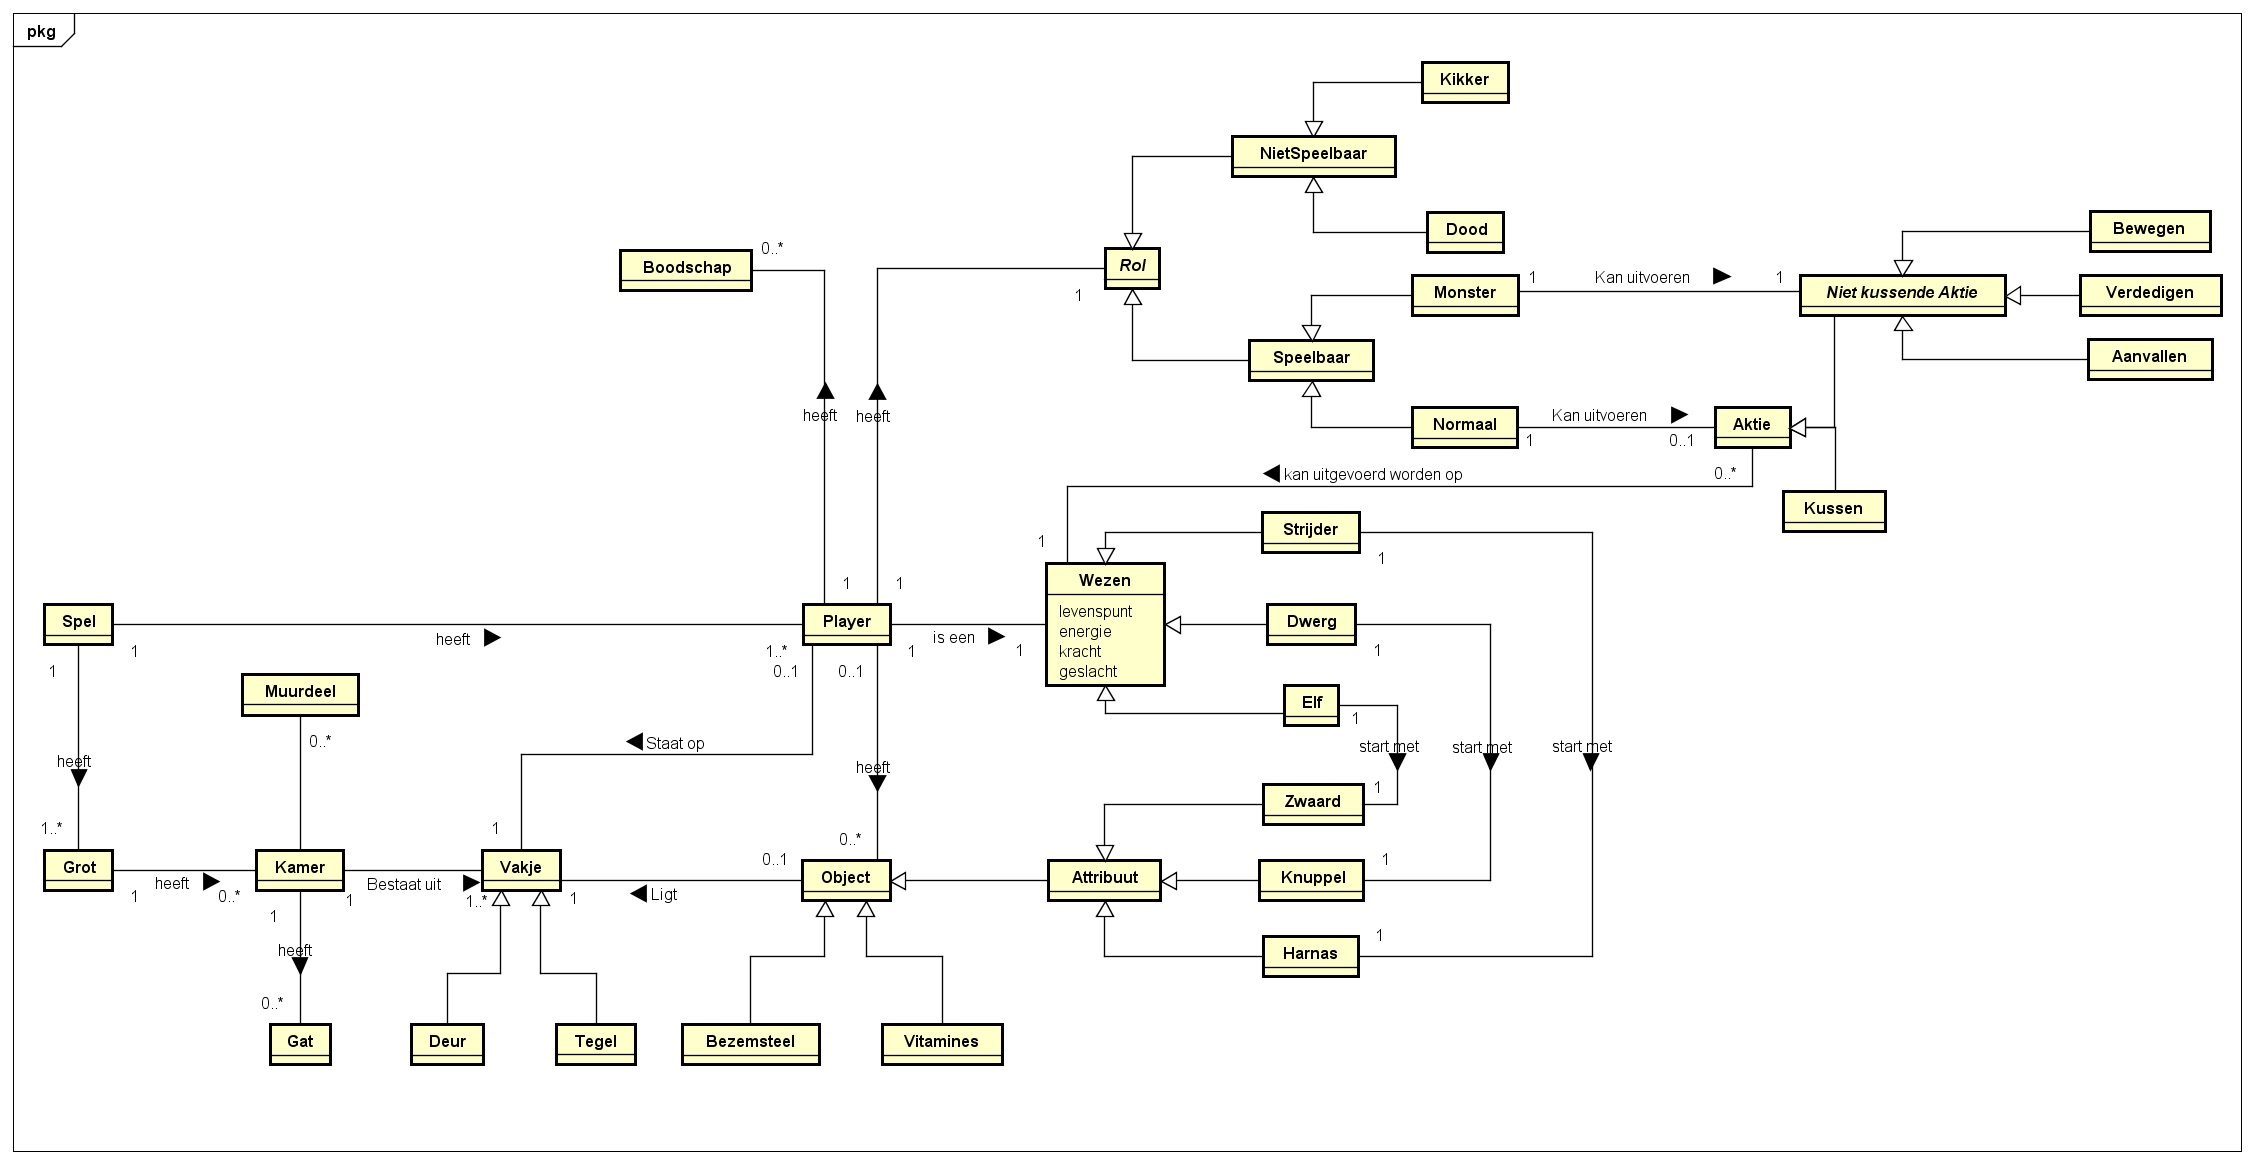 pkg
Kikker
NietSpeelbaar
Dood
Bewegen
0..*
Boodschap
Rol
1
Monster
1
Kan uitvoeren
1
Niet kussende Aktie
Verdedigen
Speelbaar
Aanvallen
heeft
heeft
Normaal
1
Kan uitvoeren
0..1
Aktie
kan uitgevoerd worden op
0..*
Kussen
Strijder
1
1
1
1
Wezen
levenspunt
energie
kracht
geslacht
Spel
1
1
heeft
Player
1..*
0..1
0..1
1
is een
1
Dwerg
1
Elf
1
Muurdeel
0..*
Staat op
start met
start met
start met
heeft
heeft
Zwaard
1
1..*
1
0..*
Grot
1
heeft
0..*
Kamer
1
1
Bestaat uit
1..*
Vakje
1
Ligt
0..1
Object
Attribuut
Knuppel
1
Harnas
1
heeft
0..*
Gat
Deur
Tegel
Bezemsteel
Vitamines